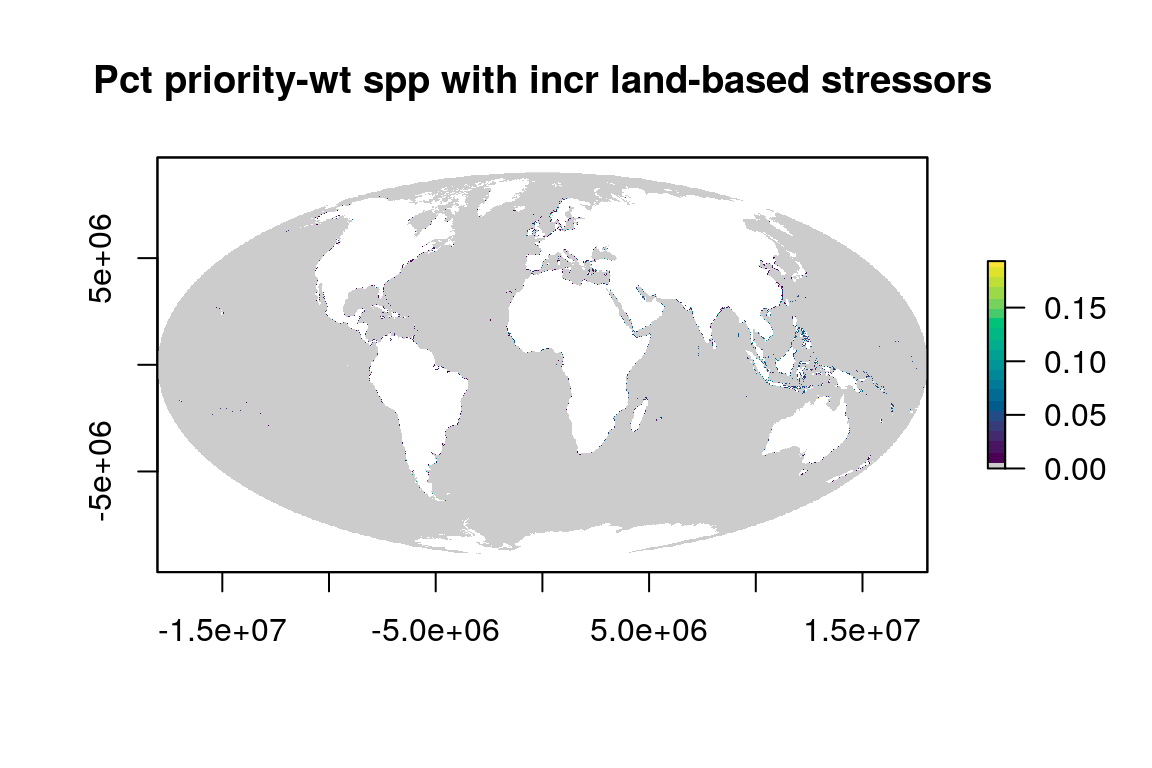 Pct priority-wt spp with incr land-based stressors
5e+06
-5e+06
-1.5e+07
-5.0e+06
5.0e+06
1.5e+07
0.15
0.10
0.05
0.00